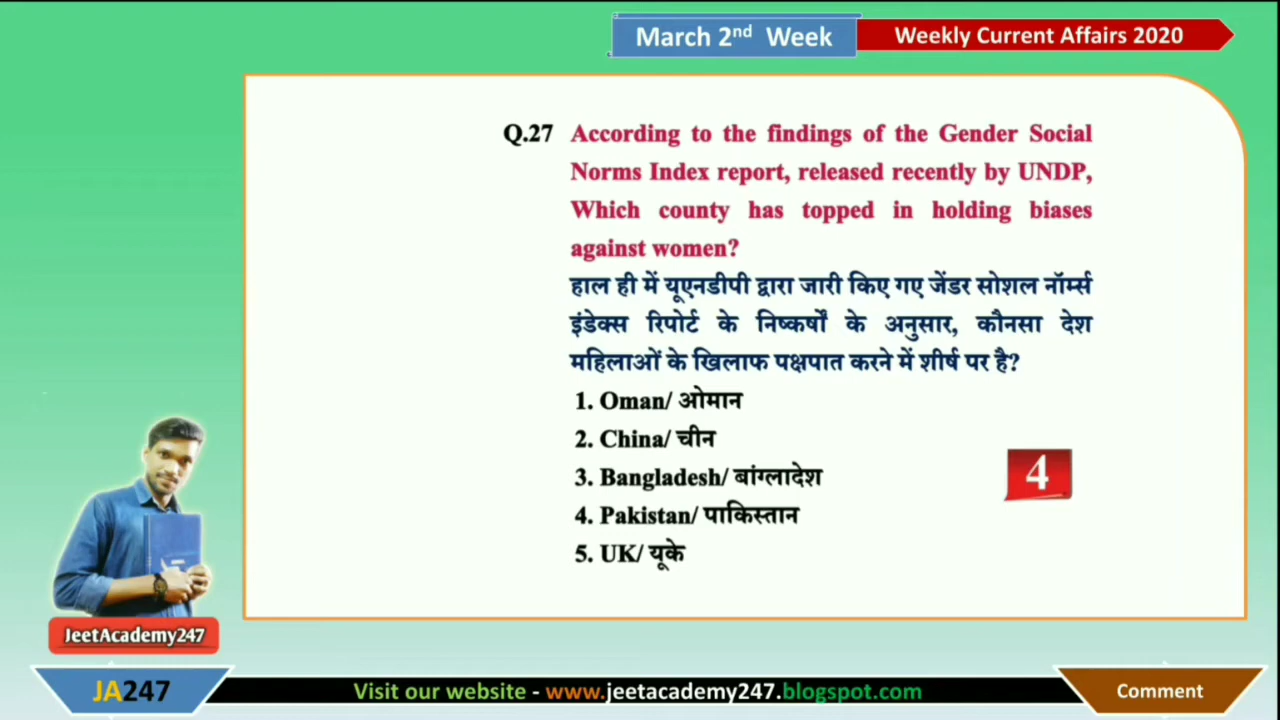 March 2nd Week
Weekly Current Affairs 2020
Q.27 According to the findings of the Gender Social
Norms Index report, released recently by UNDP,
Which county has topped in holding biases
against women?
हाल ही में यूएनडीपी द्वारा जारी किए गए जेंडर सोशल नॉर्म्स
इंडेक्स रिपोर्ट के निष्कर्षों के अनुसार, कौनसा देश
महिलाओं के खिलाफ पक्षपात करने में शीर्ष पर है?
1. Oman/ ओमान
2. China/ चीन
3. Bangladesh/ बांग्लादेश
4
4. Pakistan/ पाकिस्तान
5. UK/ यूके
JeetAcademy247
JA247
Visit our website - www.jeetacademy247.blogspot.com
Comment